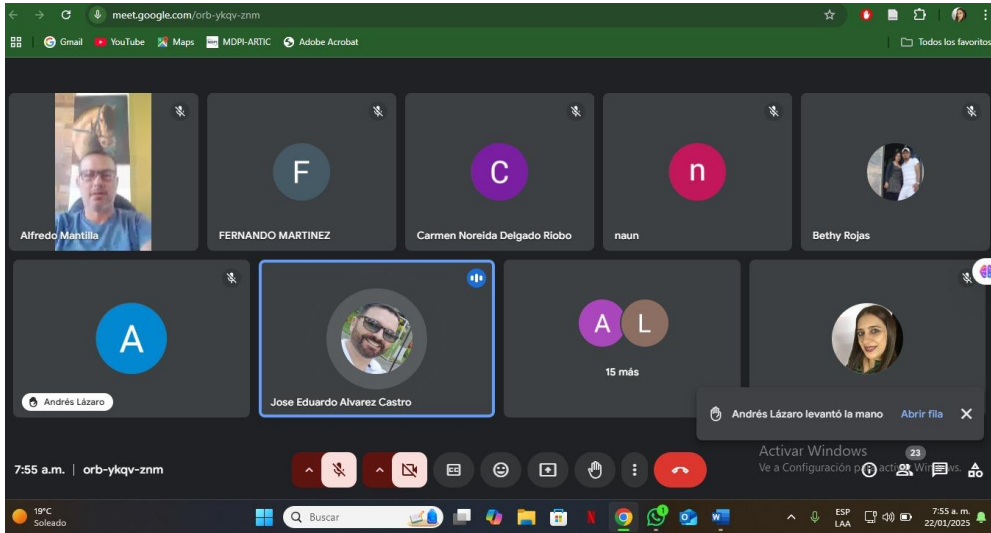 meet.google.com/orb-ykqv-znm
Gmail YouTube Maps MDPI-ARTIC Adobe Acrobat Todos los favoritos
Alfredo Mantilla
F
FERNANDO MARTINEZ
C
Carmen Noreida Delgado Riobo
n
naun
Bethy Rojas
A
Andrés Lázaro
Jose Eduardo Alvarez Castro
A L
15 más
Andrés Lázaro levantó la mano Abrir fila
Activar Windows
Ve a Configuración
7:55 a.m. | orb-ykqv-znm
23
19°C
Soleado
Buscar
ESP
LAA
7:55 a. m.
22/01/2025